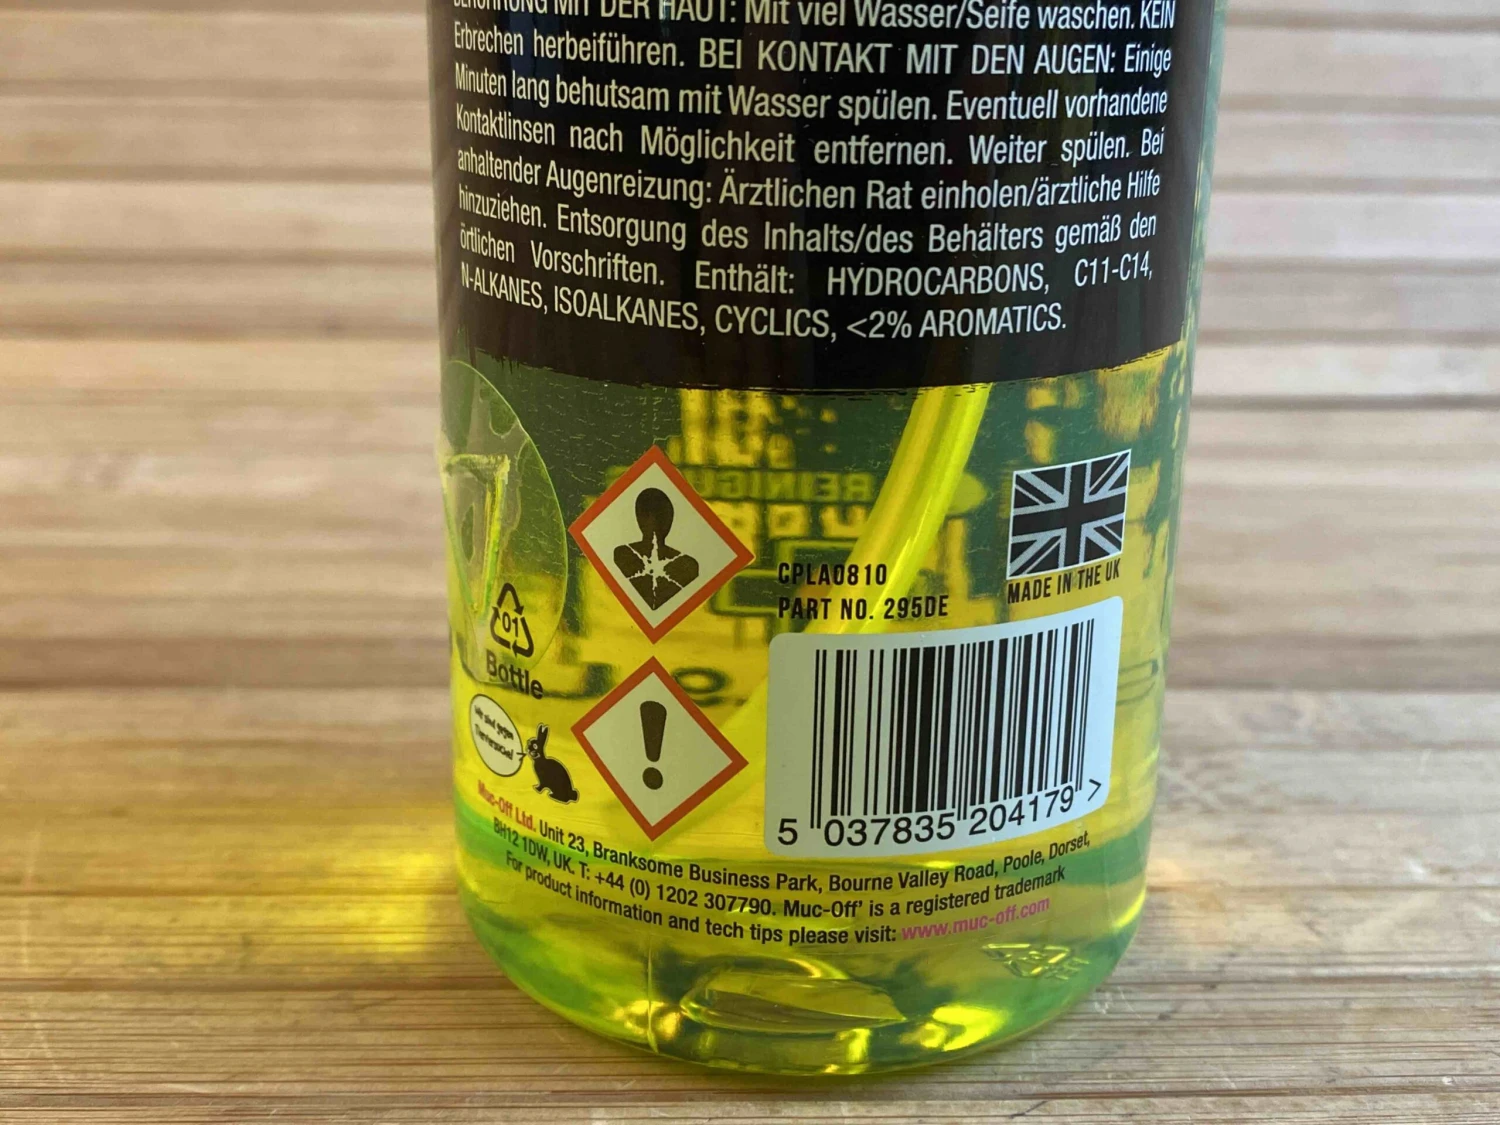 BERÜHRUNG MIT DER HAUT: Mit viel Wasser/Seife waschen. KEIN
Erbrechen herbeiführen. BEI KONTAKT MIT DEN AUGEN: Einige
Minuten lang behutsam mit Wasser spülen. Eventuell vorhandene
Kontaktlinsen nach Möglichkeit entfernen. Weiter spülen. Bei
anhaltender Augenreizung: Ärztlichen Rat einholen/ärztliche Hilfe
hinzuziehen. Entsorgung des Inhalts/des Behälters gemäß den
örtlichen Vorschriften. Enthält: HYDROCARBONS, C11-C14,
N-ALKANES, ISOALKANES, CYCLICS, <2% AROMATICS.
CPLA0810
PART NO. 295DE
MADE IN THE UK
01
Bottle
Wir sind gegen
Tierversuche!
5 037835 204179 >
Muc-Off Ltd. Unit 23, Branksome Business Park, Bourne Valley Road, Poole, Dorset,
BH12 1DW, UK. T: +44 (0) 1202 307790. Muc-Off' is a registered trademark
For product information and tech tips please visit: www.muc-off.com